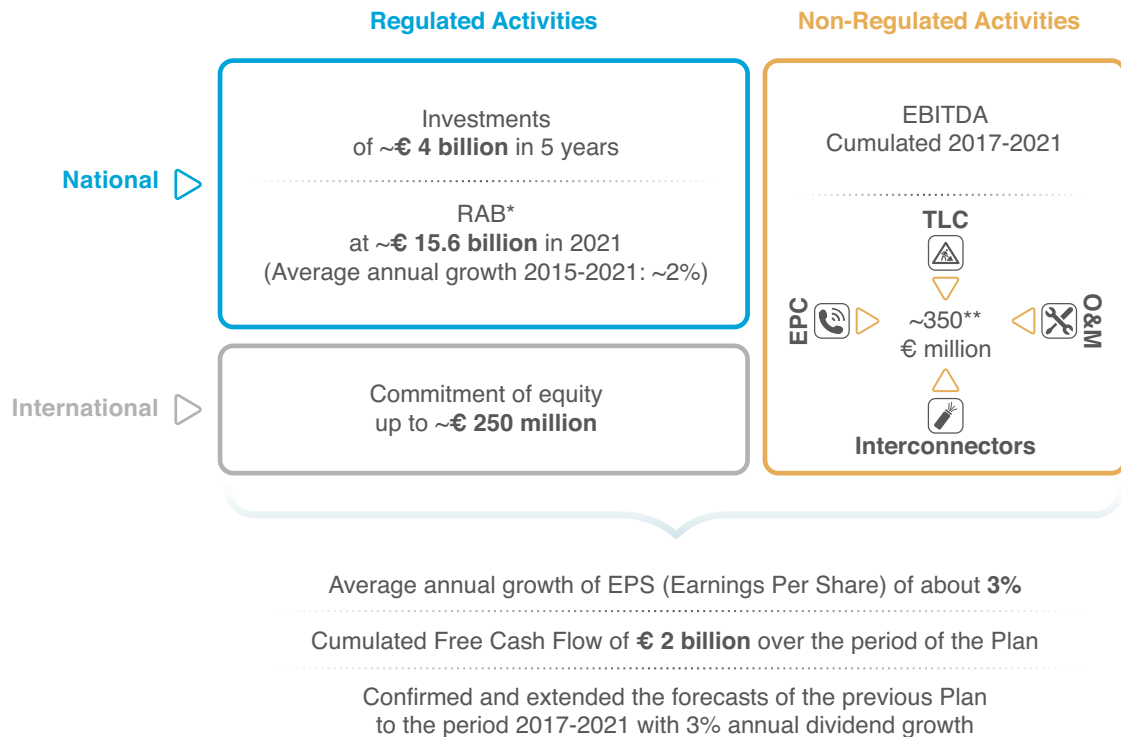 Regulated Activities
Non-Regulated Activities
National
Investments
of ~€ 4 billion in 5 years
RAB*
at ~€ 15.6 billion in 2021
(Average annual growth 2015-2021: ~2%)
EBITDA
Cumulated 2017-2021
TLC
EPC
~350**
€ million
O&M
Interconnectors
International
Commitment of equity
up to ~€ 250 million
Average annual growth of EPS (Earnings Per Share) of about 3%
Cumulated Free Cash Flow of € 2 billion over the period of the Plan
Confirmed and extended the forecasts of the previous Plan
to the period 2017-2021 with 3% annual dividend growth